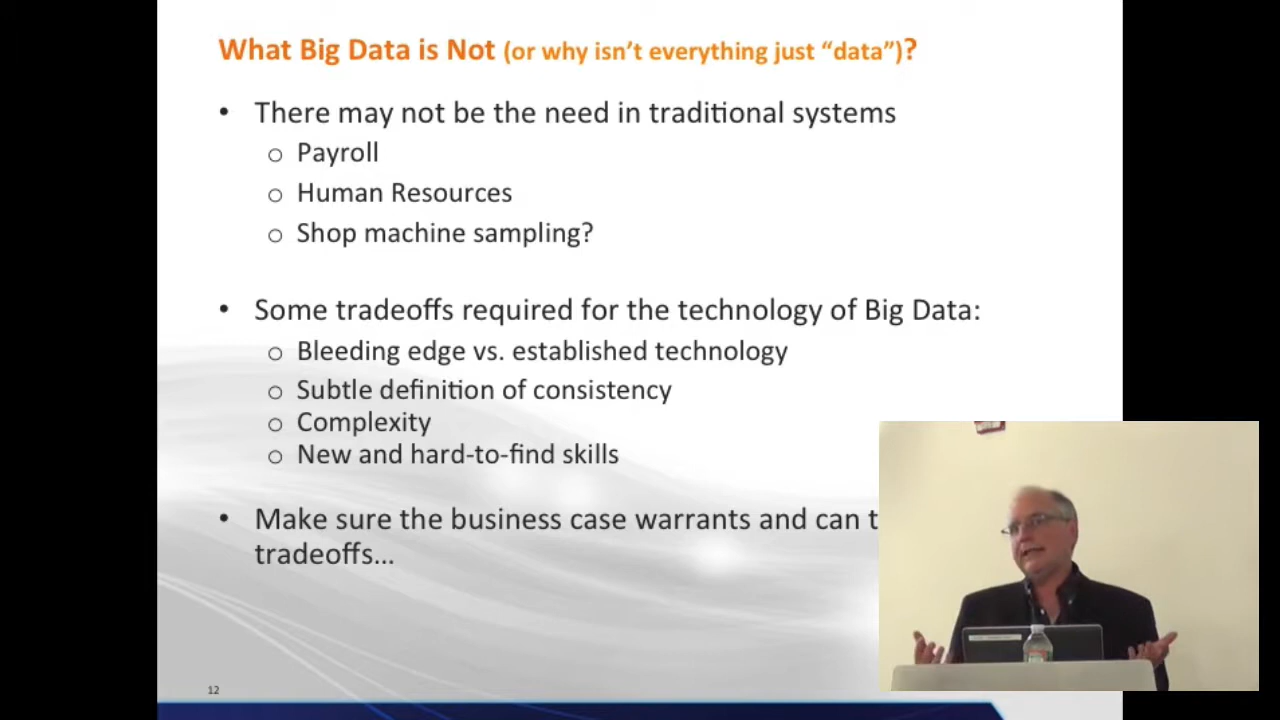 What Big Data is Not (or why isn't everything just “data”)?
• There may not be the need in traditional systems
o Payroll
o Human Resources
o Shop machine sampling?
• Some tradeoffs required for the technology of Big Data:
o Bleeding edge vs. established technology
o Subtle definition of consistency
o Complexity
o New and hard-to-find skills
• Make sure the business case warrants and can t
tradeoffs...
12